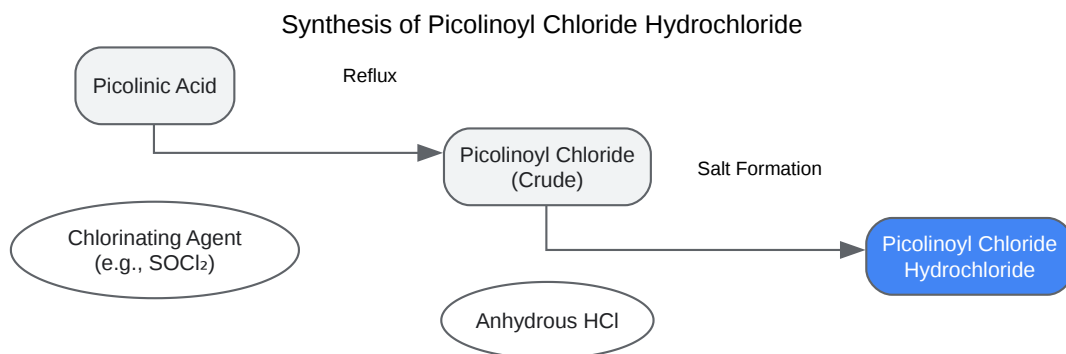 Synthesis of Picolinoyl Chloride Hydrochloride
Picolinic Acid
Reflux
Picolinoyl Chloride
(Crude)
Salt Formation
Chlorinating Agent
(e.g., SOCl₂)
Picolinoyl Chloride
Hydrochloride
Anhydrous HCl